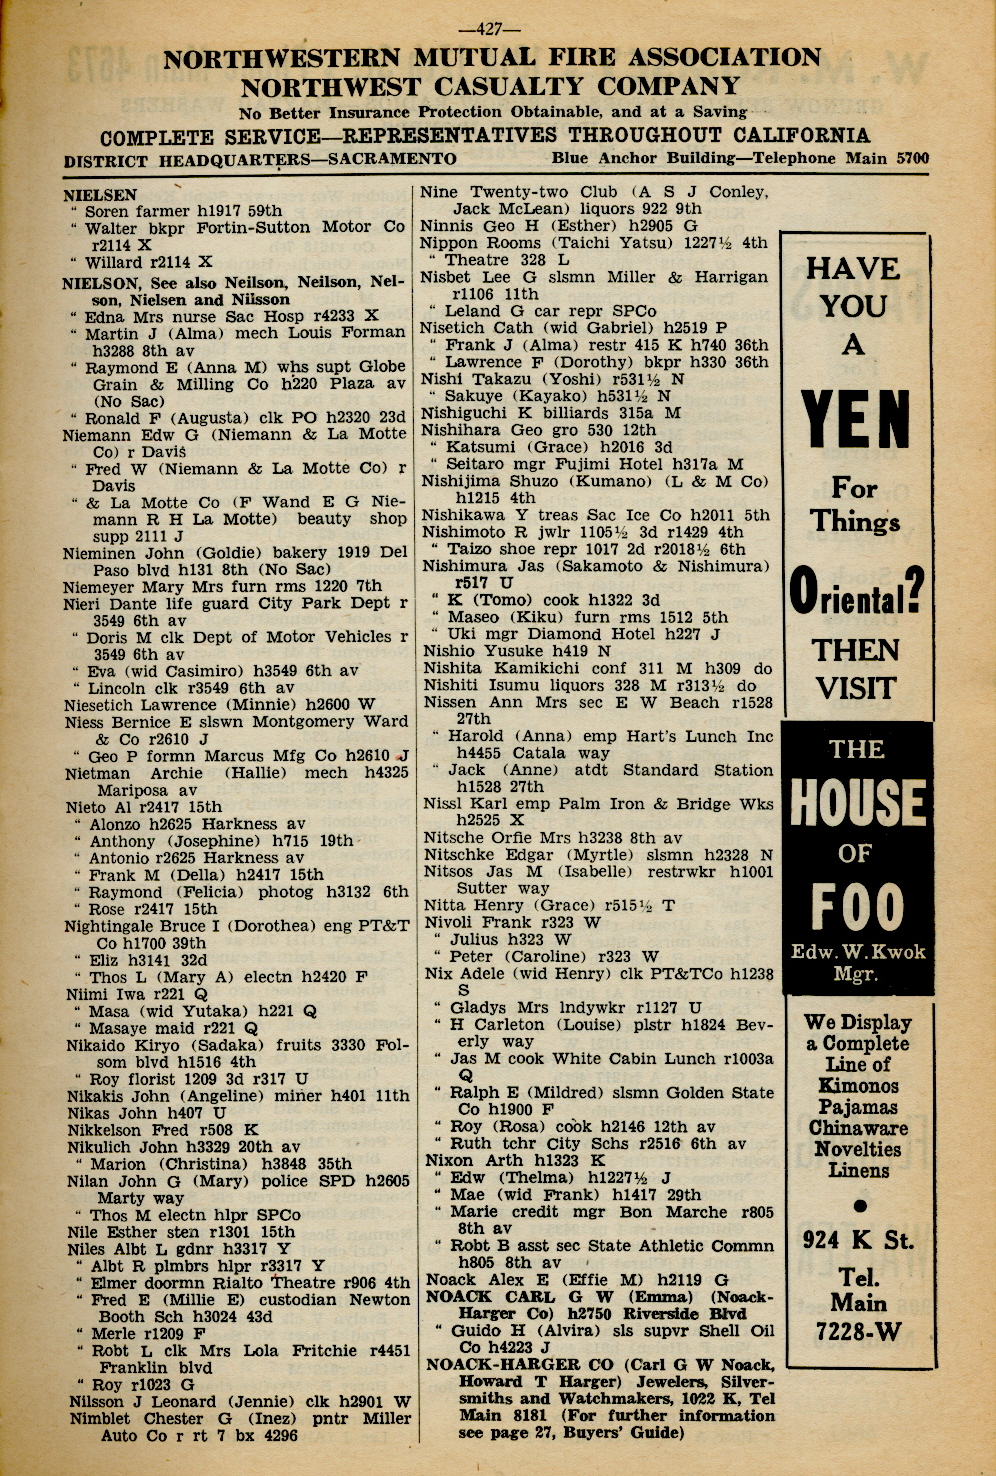 —427—
NORTHWESTERN MUTUAL FIRE ASSOCIATION
NORTHWEST CASUALTY COMPANY
No Better Insurance Protection Obtainable, and at a Saving
COMPLETE SERVICE—REPRESENTATIVES THROUGHOUT CALIFORNIA
DISTRICT HEADQUARTERS—SACRAMENTO Blue Anchor Building—Telephone Main 5700
NIELSEN
" Soren farmer h1917 59th
" Walter bkpr Fortin-Sutton Motor Co
r2114 X
" Willard r2114 X
NIELSON, See also Neilson, Neilson, Nel-
son, Nielsen and Nilsson
" Edna Mrs nurse Sac Hosp r4233 X
" Martin J (Alma) mech Louis Forman
h3288 8th av
" Raymond E (Anna M) whs supt Globe
Grain & Milling Co h220 Plaza av
(No Sac)
" Ronald F (Augusta) clk PO h2320 23d
Niemann Edw G (Niemann & La Motte
Co) r Davis
" Fred W (Niemann & La Motte Co) r
Davis
" & La Motte Co (F Wand E G Nie-
mann R H La Motte) beauty shop
supp 2111 J
Nieminen John (Goldie) bakery 1919 Del
Paso blvd h131 8th (No Sac)
Niemeyer Mary Mrs furn rms 1220 7th
Nieri Dante life guard City Park Dept r
3549 6th av
" Doris M clk Dept of Motor Vehicles r
3549 6th av
" Eva (wid Casimiro) h3549 6th av
" Lincoln clk r3549 6th av
Niesetich Lawrence (Minnie) h2600 W
Niess Bernice E slswn Montgomery Ward
& Co r2610 J
" Geo P formn Marcus Mfg Co h2610 J
Nietman Archie (Hallie) mech h4325
Mariposa av
Nieto Al r2417 15th
" Alonzo h2625 Harkness av
" Anthony (Josephine) h715 19th
" Antonio r2625 Harkness av
" Frank M (Della) h2417 15th
" Raymond (Felicia) photog h3132 6th
" Rose r2417 15th
Nightingale Bruce I (Dorothea) eng PT&T
Co h1700 39th
" Eliz h3141 32d
" Thos L (Mary A) electn h2420 F
Niimi Iwa r221 Q
" Masa (wid Yutaka) h221 Q
" Masaye maid r221 Q
Nikaido Kiryo (Sadaka) fruits 3330 Fol-
som blvd h1516 4th
" Roy florist 1209 3d r317 U
Nikakis John (Angeline) miner h401 11th
Nikas John h407 U
Nikkelson Fred r508 K
Nikulich John h3329 20th av
" Marion (Christina) h3848 35th
Nilan John G (Mary) police SPD h2605
Marty way
" Thos M electn hlpr SPCo
Nile Esther sten r1301 15th
Niles Albt L gdnr h3317 Y
" Albt R plmbrs hlpr r3317 Y
" Elmer doormn Rialto Theatre r906 4th
" Fred E (Millie E) custodian Newton
Booth Sch h3024 43d
" Merle r1209 F
" Robt L clk Mrs Lola Fritchie r4451
Franklin blvd
" Roy r1023 G
Nilsson J Leonard (Jennie) clk h2901 W
Nimblet Chester G (Inez) pntr Miller
Auto Co r rt 7 bx 4296
Nine Twenty-two Club (A S J Conley,
Jack McLean) liquors 922 9th
Ninnis Geo H (Esther) h2905 G
Nippon Rooms (Taichi Yatsu) 1227½ 4th
" Theatre 328 L
Nisbet Lee G slsmn Miller & Harrigan
r1106 11th
" Leland G car repr SPCo
Nisetich Cath (wid Gabriel) h2519 P
" Frank J (Alma) restr 415 K h740 36th
" Lawrence F (Dorothy) bkpr h330 36th
Nishi Takazu (Yoshi) r531½ N
" Sakuye (Kayako) h531½ N
Nishiguchi K billiards 315a M
Nishihara Geo gro 530 12th
" Katsumi (Grace) h2016 3d
" Seitaro mgr Fujimi Hotel h317a M
Nishijima Shuzo (Kumano) (L & M Co)
h1215 4th
Nishikawa Y treas Sac Ice Co h2011 5th
Nishimoto R jwlr 1105½ 3d r1429 4th
" Taizo shoe repr 1017 2d r2018½ 6th
Nishimura Jas (Sakamoto & Nishimura)
r517 U
" K (Tomo) cook h1322 3d
" Maseo (Kiku) furn rms 1512 5th
" Uki mgr Diamond Hotel h227 J
Nishio Yusuke h419 N
Nishita Kamikichi conf 311 M h309 do
Nishiti Isumu liquors 328 M r313½ do
Nissen Ann Mrs sec E W Beach r1528
27th
" Harold (Anna) emp Hart's Lunch Inc
h4455 Catala way
" Jack (Anne) atdt Standard Station
h1528 27th
Nissl Karl emp Palm Iron & Bridge Wks
h2525 X
Nitsche Orfie Mrs h3238 8th av
Nitschke Edgar (Myrtle) slsmn h2328 N
Nitsos Jas M (Isabelle) restrwkr h1001
Sutter way
Nitta Henry (Grace) r515½ T
Nivoli Frank r323 W
" Julius h323 W
" Peter (Caroline) r323 W
Nix Adele (wid Henry) clk PT&TCo h1238
S
" Gladys Mrs lndywkr r1127 U
" H Carleton (Louise) plstr h1824 Bev-
erly way
" Jas M cook White Cabin Lunch r1003a
Q
" Ralph E (Mildred) slsmn Golden State
Co h1900 F
" Roy (Rosa) cook h2146 12th av
" Ruth tchr City Schs r2516 6th av
Nixon Arth h1323 K
" Edw (Thelma) h1227½ J
" Mae (wid Frank) h1417 29th
" Marie credit mgr Bon Marche r805
8th av
" Robt B asst sec State Athletic Commn
h805 8th av
Noack Alex E (Effie M) h2119 G
NOACK CARL G W (Emma) (Noack-
Harger Co) h2750 Riverside Blvd
" Guido H (Alvira) sls supvr Shell Oil
Co h4223 J
NOACK-HARGER CO (Carl G W Noack,
Howard T Harger) Jewelers, Silver-
smiths and Watchmakers, 1022 K, Tel
Main 8181 (For further information
see page 27, Buyers' Guide)
HAVE
YOU
A
YEN
For
Things
Oriental?
THEN
VISIT
THE
HOUSE
OF
FOO
Edw. W. Kwok
Mgr.
We Display
a Complete
Line of
Kimonos
Pajamas
Chinaware
Novelties
Linens
924 K St.
Tel.
Main
7228-W